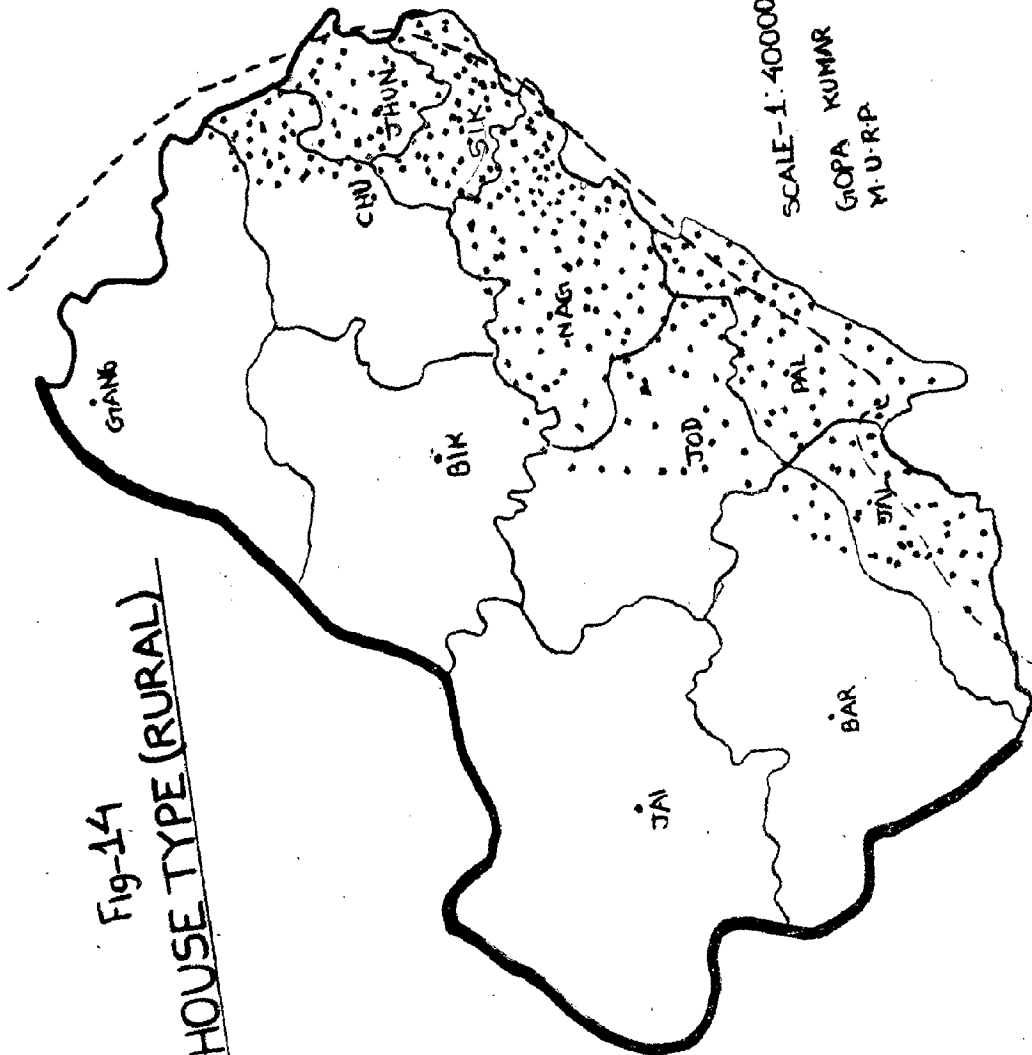 Fig-14
HOUSE TYPE (RURAL)
GANG
CHU
JHUN
SIK
BIK
NAG
JOD
PAL
JAL
JAI
BAR
SCALE-1:40000
GOPA KUMAR
M.U.R.P